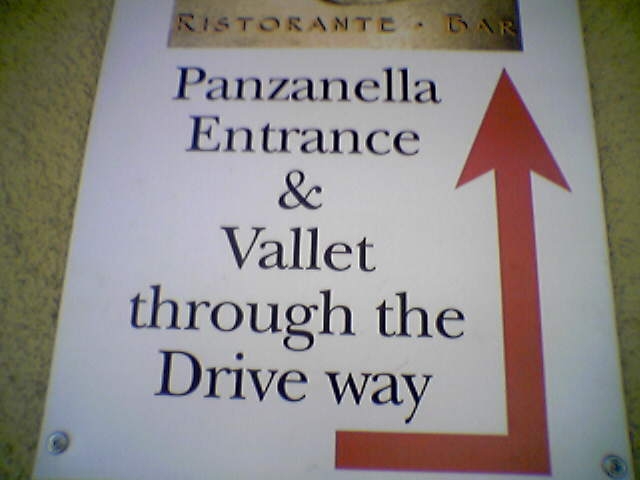 RISTORANTE · BAR
Panzanella
Entrance
&
Vallet
through the
Drive way